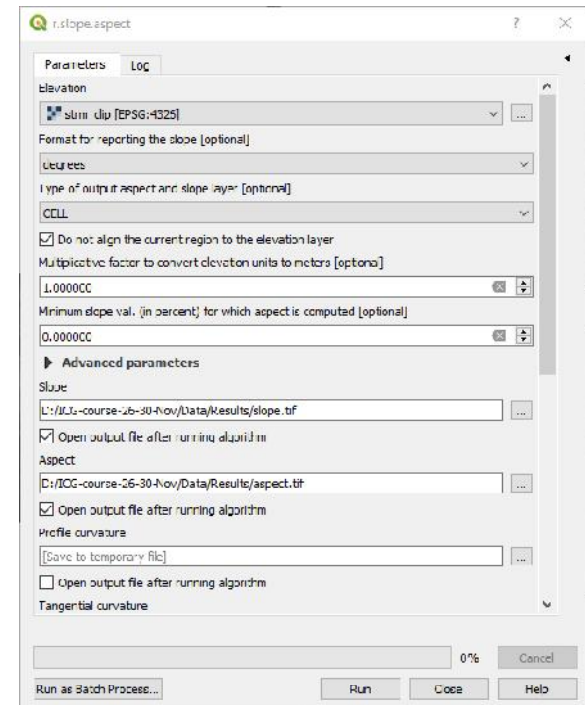 r.slope.aspect
?
Parameters Log
Elevation
srtm clip [EPSG:4326]
...
Format for reporting the slope [optional]
degrees
Type of output aspect and slope layer [optional]
CELL
Do not align the current region to the elevation layer
Multiplicative factor to convert elevation units to meters [optional]
1.000000
Minimum slope val. (in percent) for which aspect is computed [optional]
0.000000
Advanced parameters
Slope
D:/ICG-course-26-30-Nov/Data/Results/slope.tif
...
Open output file after running algorithm
Aspect
D:/ICG-course-26-30-Nov/Data/Results/aspect.tif
...
Open output file after running algorithm
Profile curvature
[Save to temporary file]
...
Open output file after running algorithm
Tangential curvature
0% Cancel
Run as Batch Process... Run Close Help